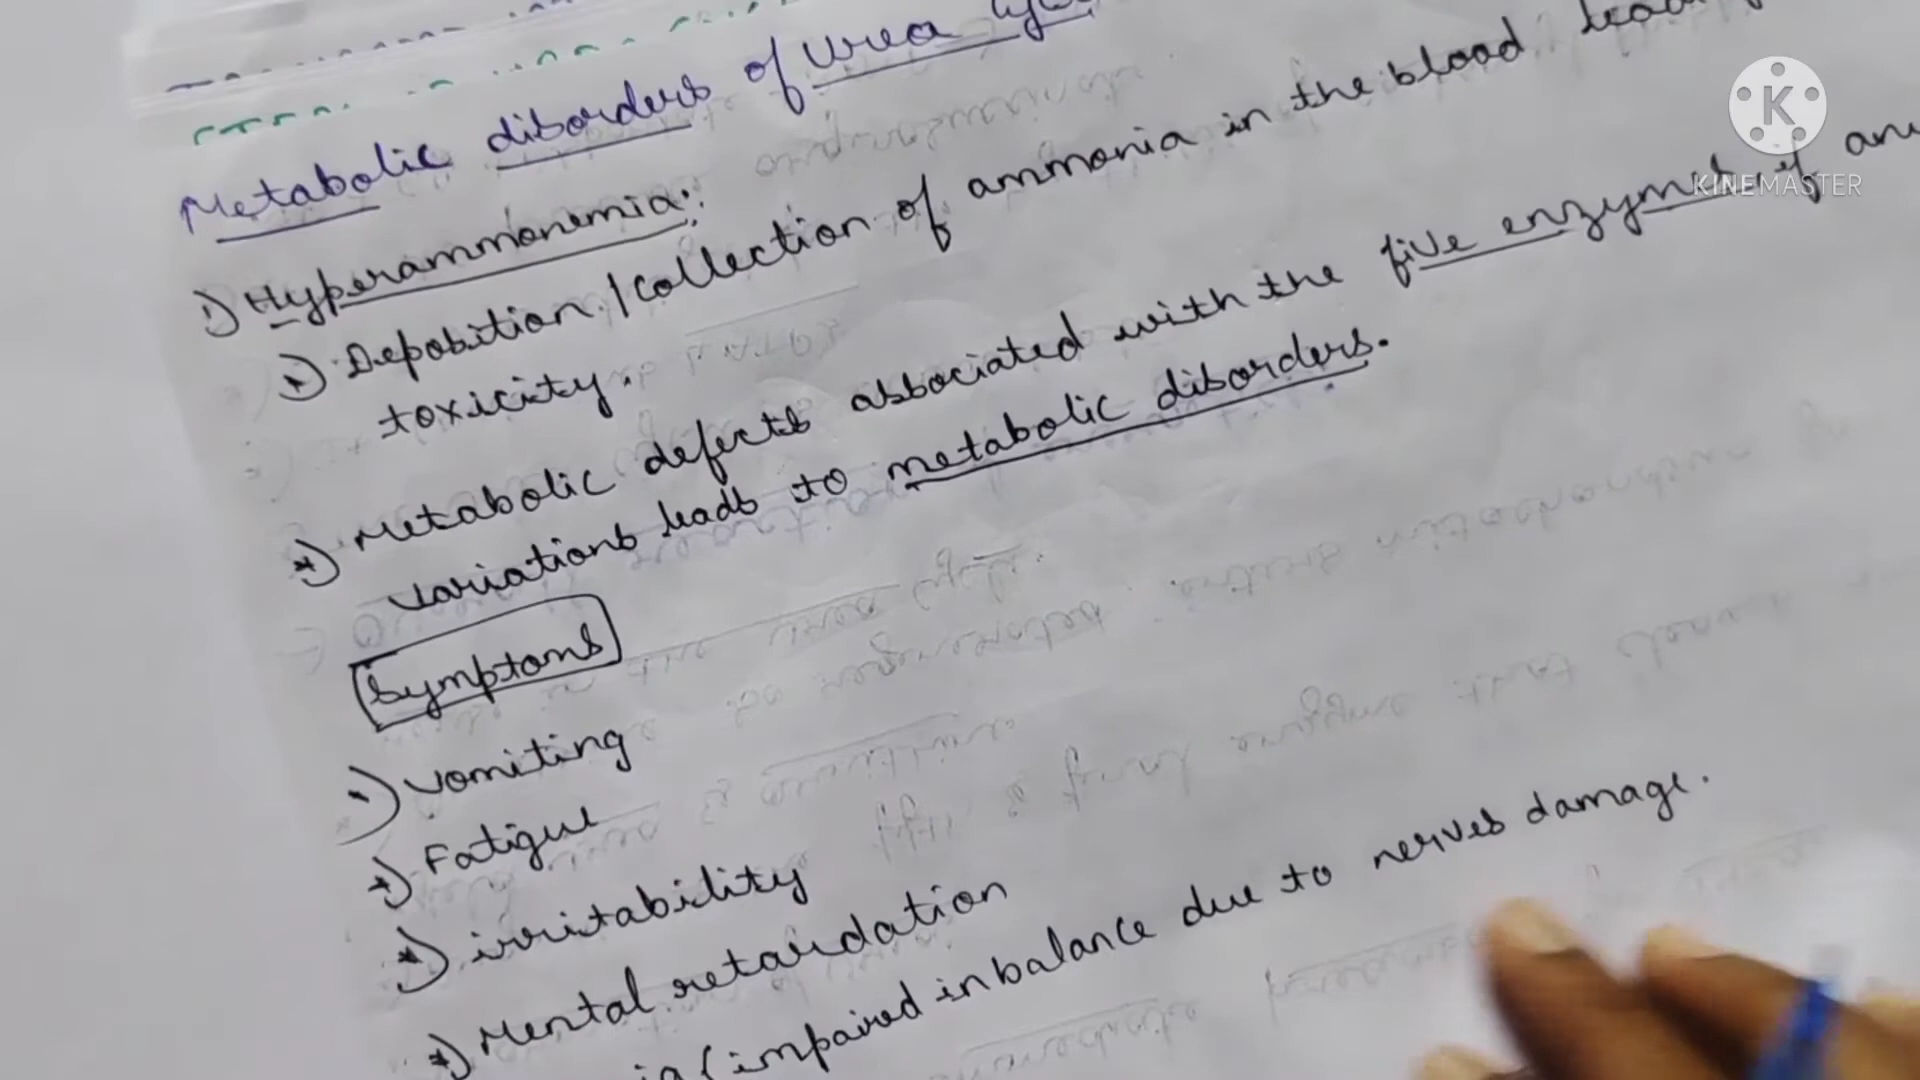 Metabolic disorders of urea
1) Hyperammonemia:
*) Deposition / collection of ammonia in the blood
toxicity.
*) Metabolic defects associated with the five enzymes, if
variations leads to metabolic disorders.
Symptoms
*) Vomiting
*) Fatigue
*) irritability
*) Mental retardation
(impaired inbalance due to nerves damage.
K
KINEMASTER